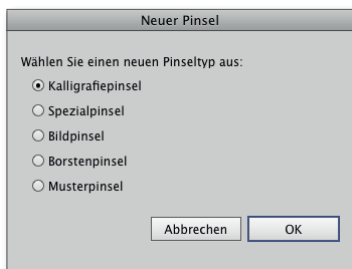 Neuer Pinsel
Wählen Sie einen neuen Pinseltyp aus:
Kalligrafiepinsel
Spezialpinsel
Bildpinsel
Borstenpinsel
Musterpinsel
Abbrechen OK